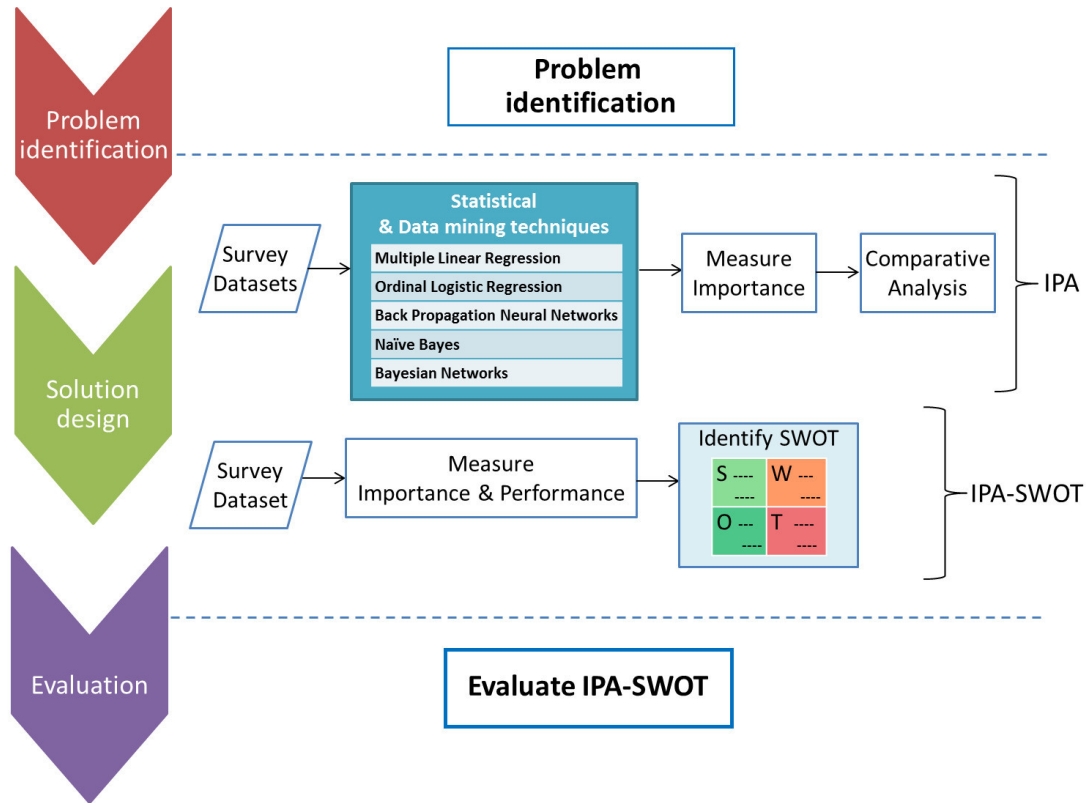 Problem
identification
Problem
identification
Survey
Datasets
Statistical
& Data mining techniques
Multiple Linear Regression
Ordinal Logistic Regression
Back Propagation Neural Networks
Naïve Bayes
Bayesian Networks
Measure
Importance
Comparative
Analysis
IPA
Solution
design
Survey
Dataset
Measure
Importance & Performance
Identify SWOT
S ----
----
W ---
----
O ---
----
T ----
----
IPA-SWOT
Evaluation
Evaluate IPA-SWOT